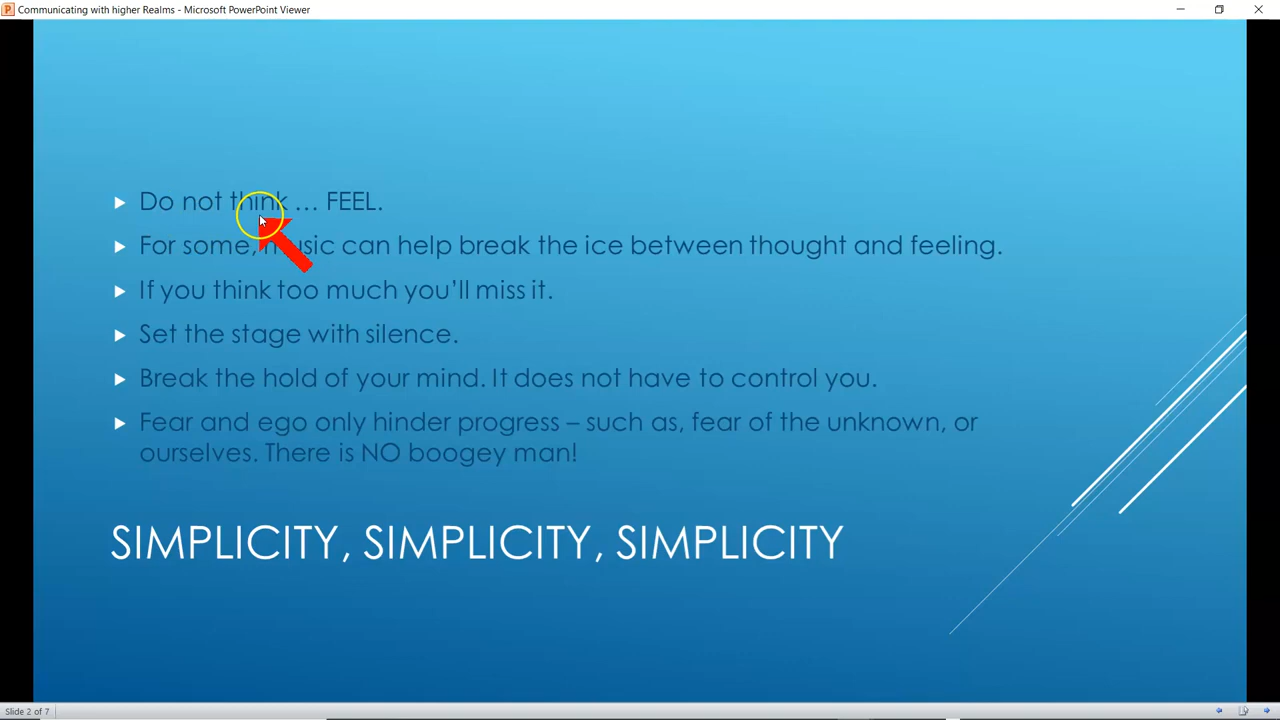 Communicating with higher Realms - Microsoft PowerPoint Viewer
Do not think … FEEL.
For some, music can help break the ice between thought and feeling.
If you think too much you’ll miss it.
Set the stage with silence.
Break the hold of your mind. It does not have to control you.
Fear and ego only hinder progress – such as, fear of the unknown, or
ourselves. There is NO boogey man!
SIMPLICITY, SIMPLICITY, SIMPLICITY
Slide 2 of 7